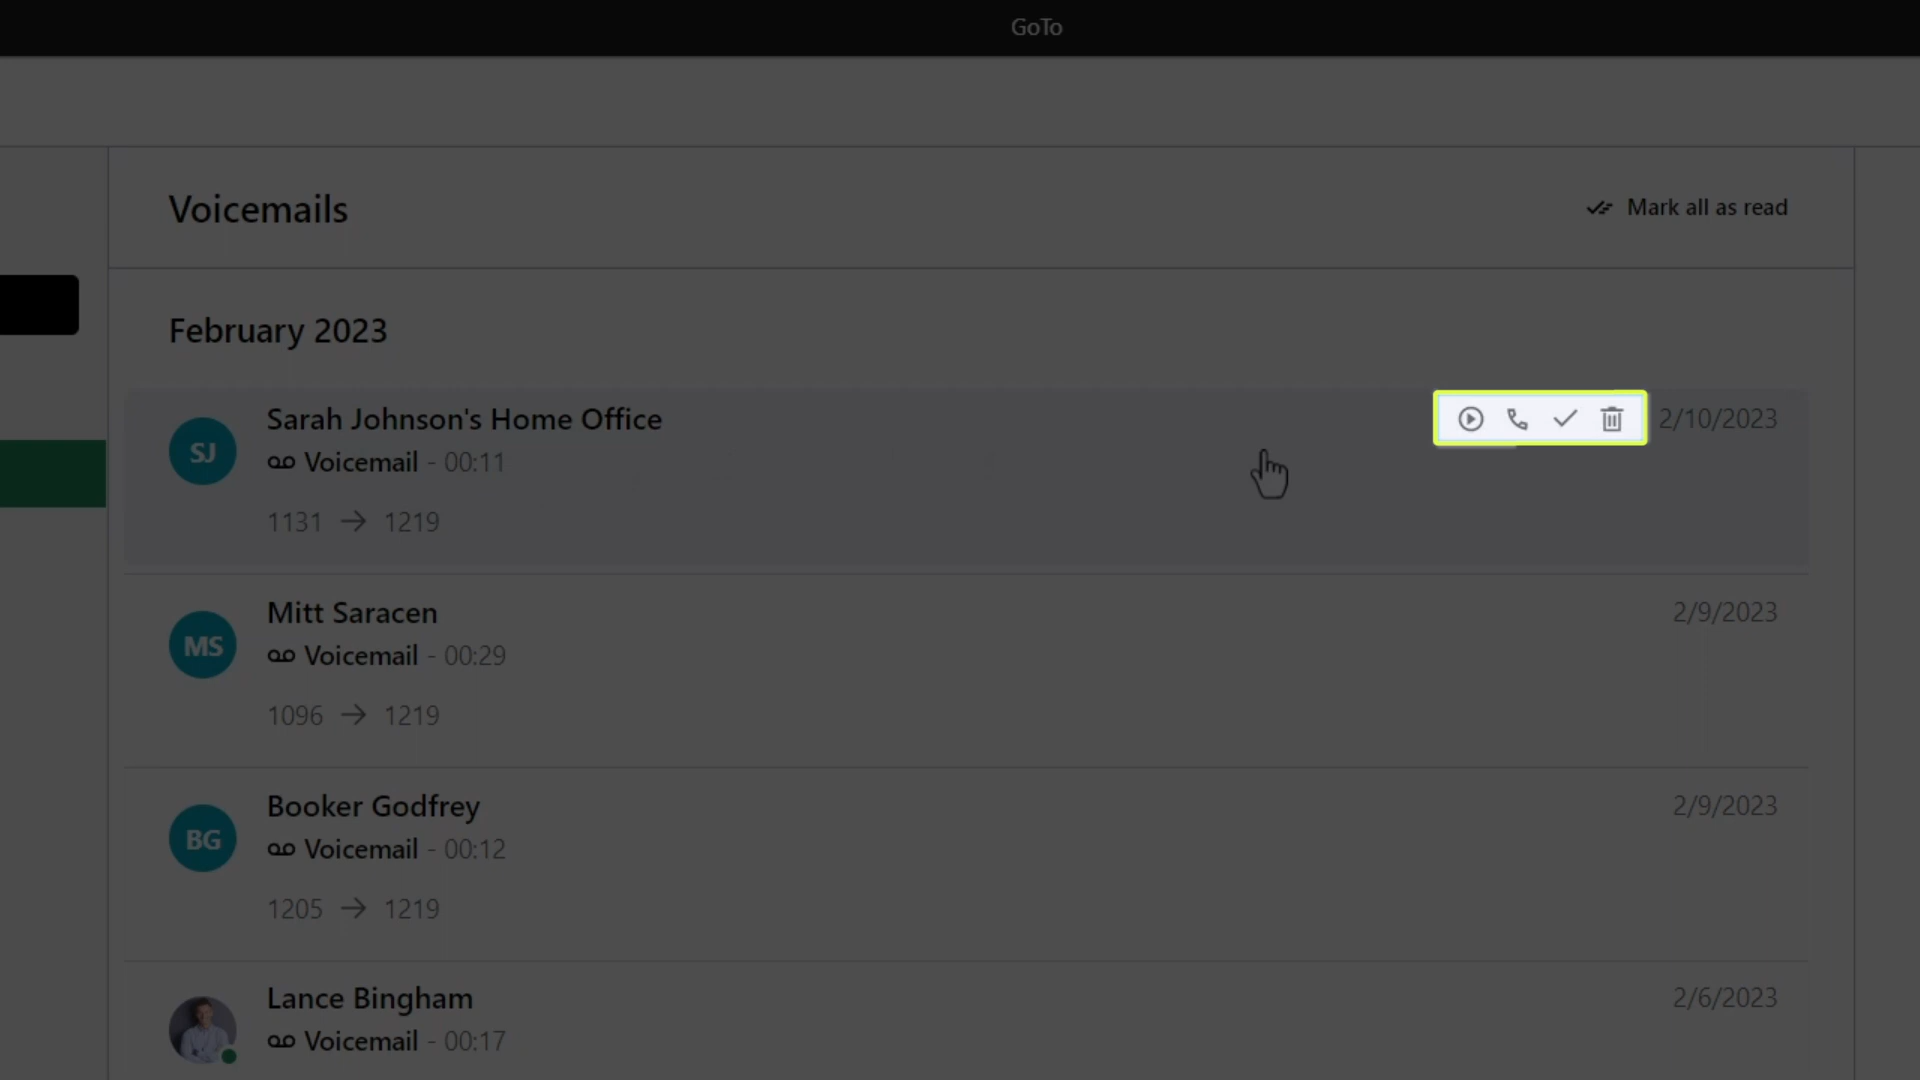 GoTo
Voicemails
Mark all as read
February 2023
SJ
Sarah Johnson's Home Office
2/10/2023
Voicemail - 00:11
1131 → 1219
MS
Mitt Saracen
2/9/2023
Voicemail - 00:29
1096 → 1219
BG
Booker Godfrey
2/9/2023
Voicemail - 00:12
1205 → 1219
Lance Bingham
2/6/2023
Voicemail - 00:17